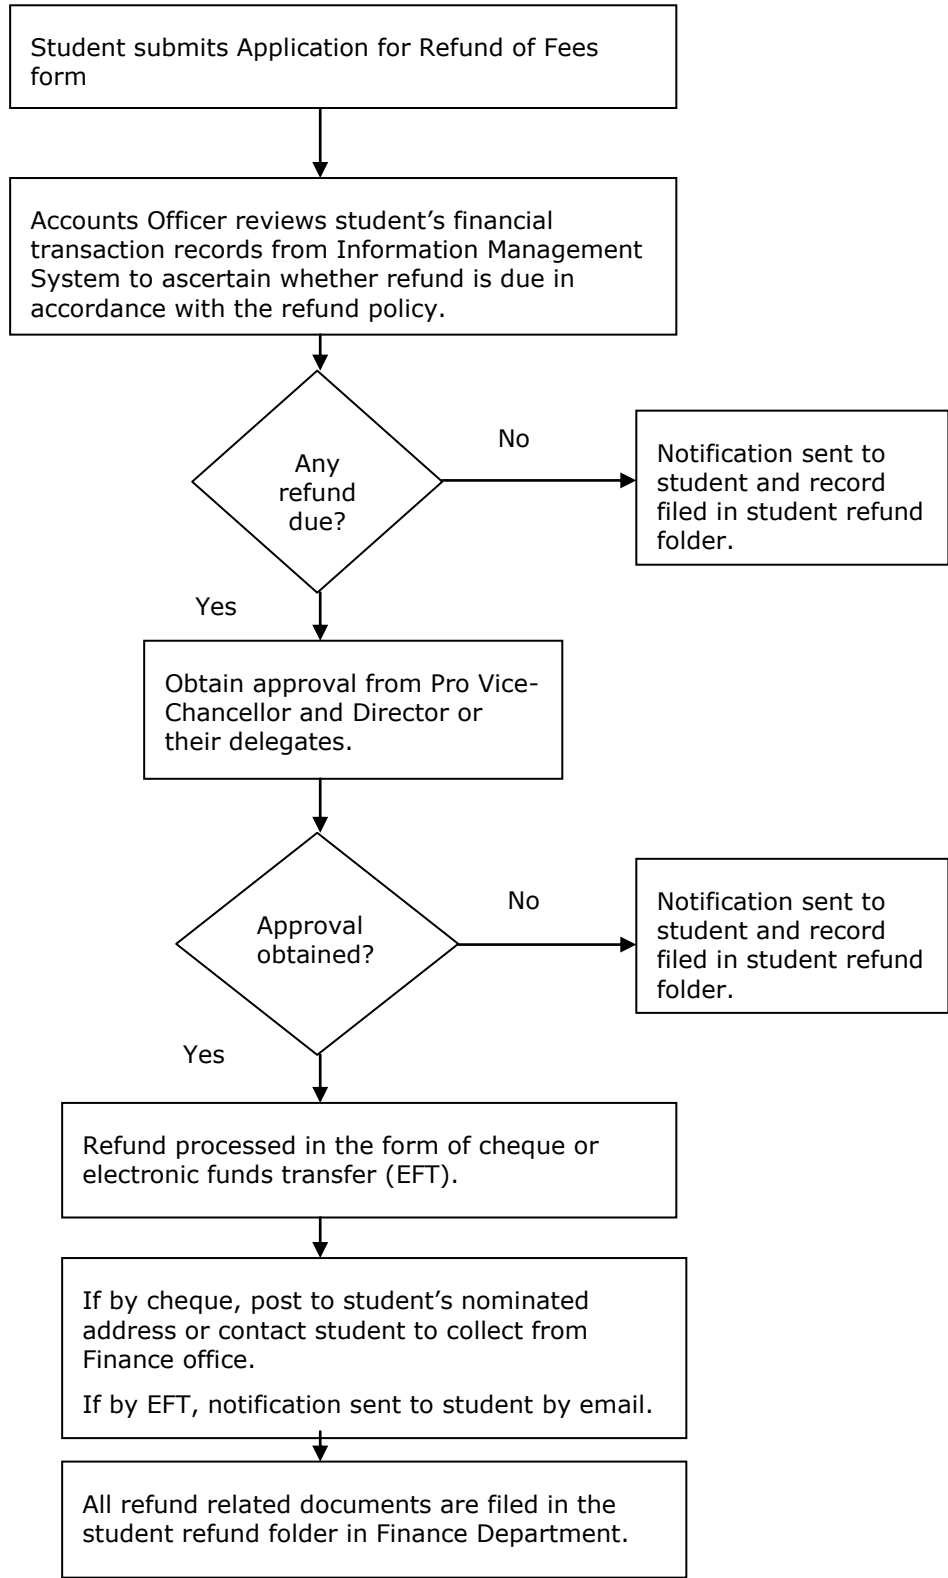 Student submits Application for Refund of Fees
form
Accounts Officer reviews student’s financial
transaction records from Information Management
System to ascertain whether refund is due in
accordance with the refund policy.
Any
refund
due?
No
Notification sent to
student and record
filed in student refund
folder.
Yes
Obtain approval from Pro Vice-
Chancellor and Director or
their delegates.
Approval
obtained?
No
Notification sent to
student and record
filed in student refund
folder.
Yes
Refund processed in the form of cheque or
electronic funds transfer (EFT).
If by cheque, post to student’s nominated
address or contact student to collect from
Finance office.
If by EFT, notification sent to student by email.
All refund related documents are filed in the
student refund folder in Finance Department.